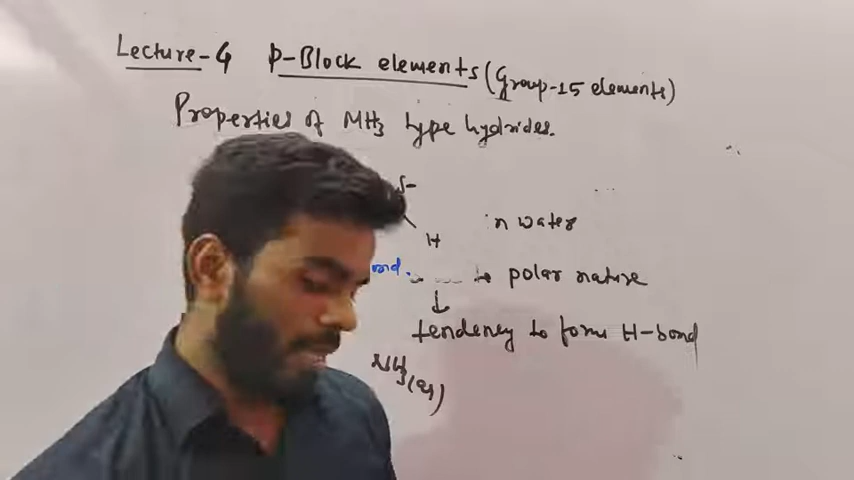 Lecture-4 p-Block elements (Group-15 elements)
Properties of MH3 type hydrides.
δ-
H
in water
ond.
to polar nature
↓
tendency to form H-bond
NH3(g)